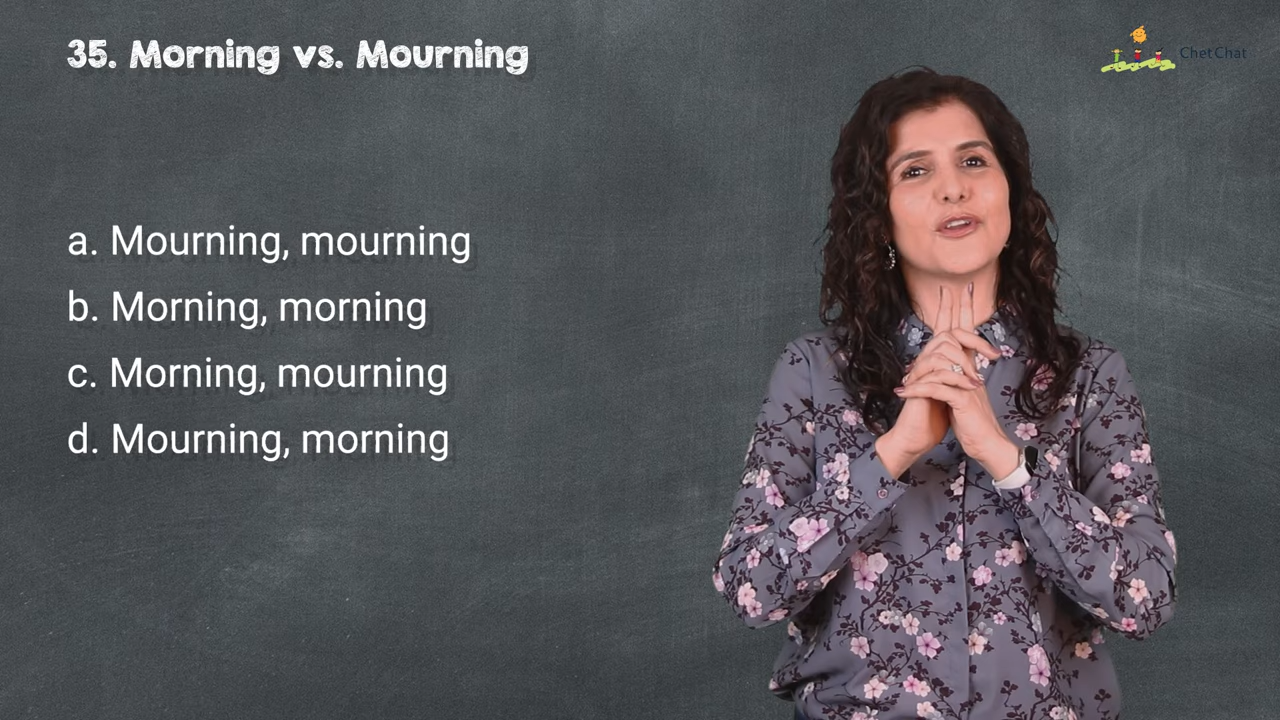 35. Morning vs. Mourning
ChetChat
a. Mourning, mourning
b. Morning, morning
c. Morning, mourning
d. Mourning, morning